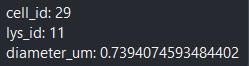 cell_id: 29
lys_id: 11
diameter_um: 0.7394074593484402